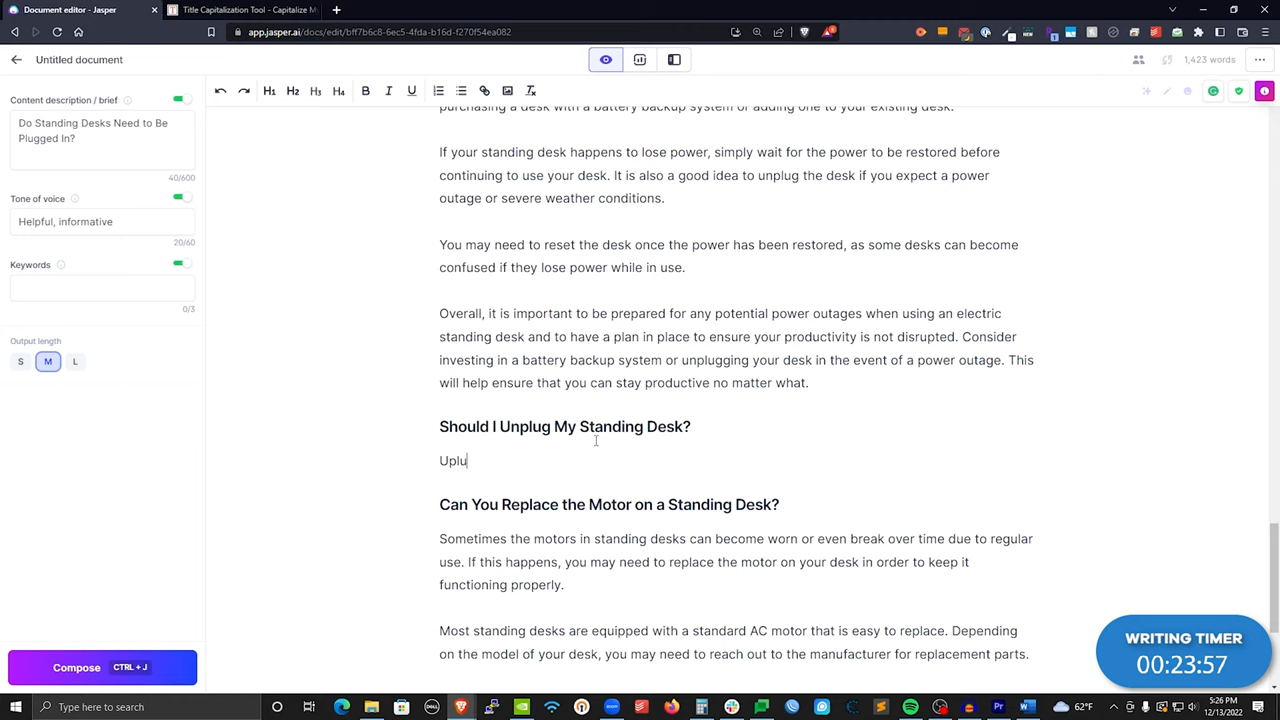 Document editor - Jasper
Title Capitalization Tool - Capitalize M
app.jasper.ai/docs/edit/bff7b6c8-6ec5-4fda-b16d-f270f54ea082
Untitled document
1,423 words
H1 H2 H3 H4 B I U
Content description / brief
Do Standing Desks Need to Be
Plugged In?
40/600
Tone of voice
Helpful, informative
20/60
Keywords
0/3
Output length
S M L
Compose CTRL + J
purchasing a desk with a battery backup system or adding one to your existing desk.
If your standing desk happens to lose power, simply wait for the power to be restored before
continuing to use your desk. It is also a good idea to unplug the desk if you expect a power
outage or severe weather conditions.
You may need to reset the desk once the power has been restored, as some desks can become
confused if they lose power while in use.
Overall, it is important to be prepared for any potential power outages when using an electric
standing desk and to have a plan in place to ensure your productivity is not disrupted. Consider
investing in a battery backup system or unplugging your desk in the event of a power outage. This
will help ensure that you can stay productive no matter what.
Should I Unplug My Standing Desk?
Uplu
Can You Replace the Motor on a Standing Desk?
Sometimes the motors in standing desks can become worn or even break over time due to regular
use. If this happens, you may need to replace the motor on your desk in order to keep it
functioning properly.
Most standing desks are equipped with a standard AC motor that is easy to replace. Depending
on the model of your desk, you may need to reach out to the manufacturer for replacement parts.
WRITING TIMER
00:23:57
Type here to search
62°F
5:26 PM
12/13/2022